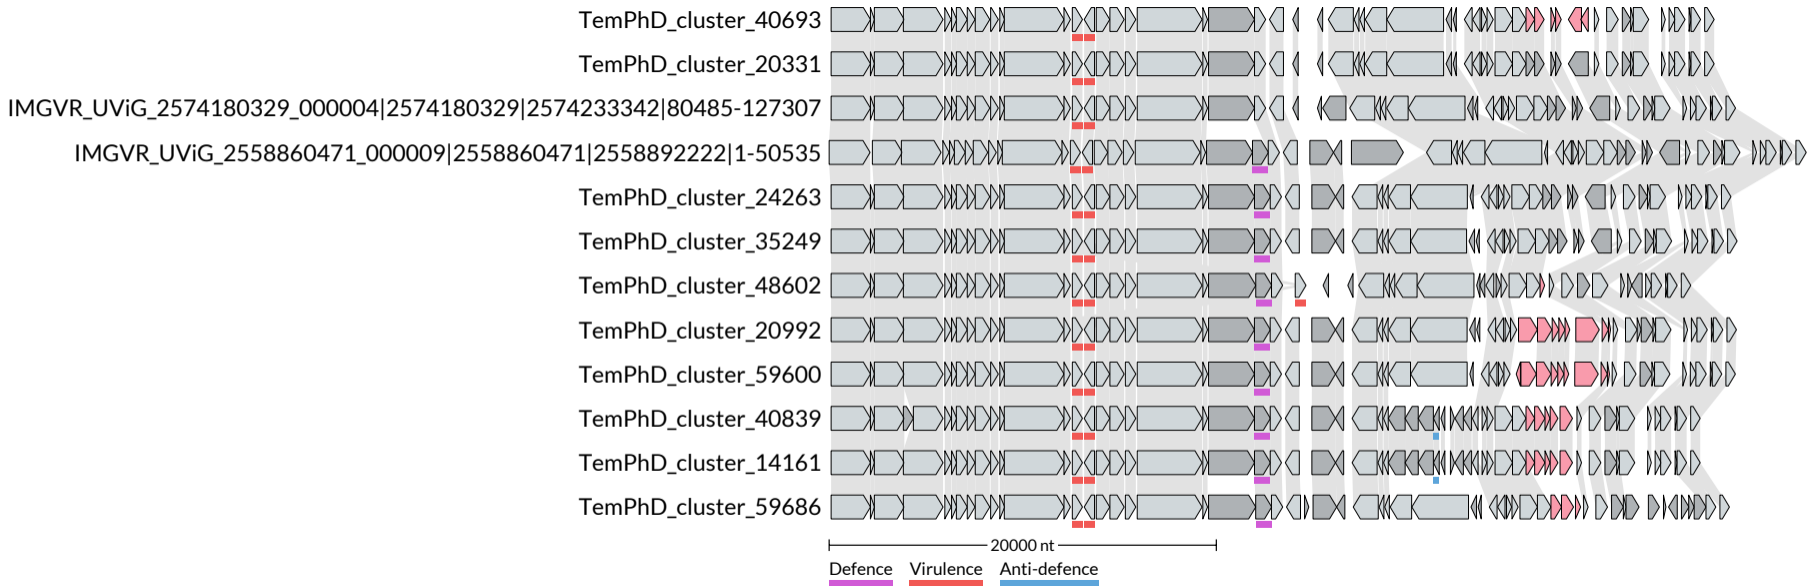 TemPhD_cluster_40693
TemPhD_cluster_20331
IMGVR_UViG_2574180329_000004|2574180329|2574233342|80485-127307
IMGVR_UViG_2558860471_000009|2558860471|2558892222|1-50535
TemPhD_cluster_24263
TemPhD_cluster_35249
TemPhD_cluster_48602
TemPhD_cluster_20992
TemPhD_cluster_59600
TemPhD_cluster_40839
TemPhD_cluster_14161
TemPhD_cluster_59686
20000 nt
Defence Virulence Anti-defence